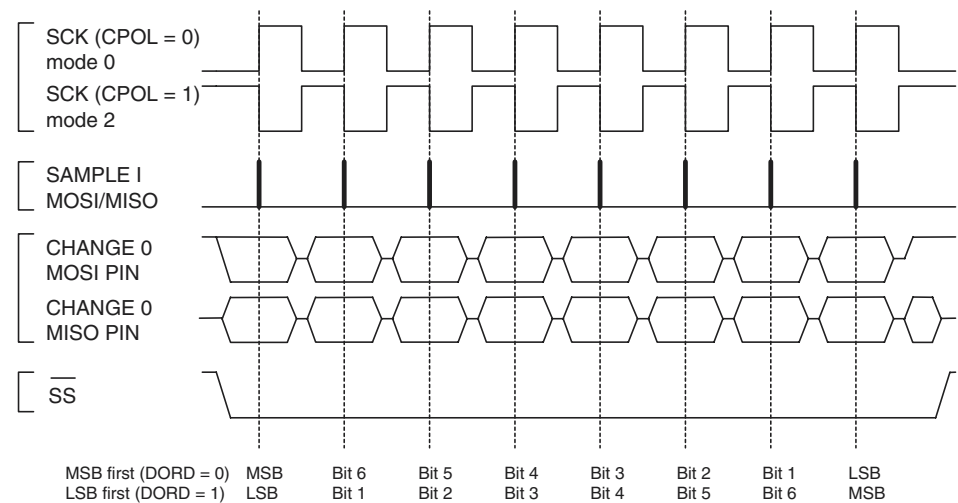 SCK (CPOL = 0)
mode 0
SCK (CPOL = 1)
mode 2
SAMPLE I
MOSI/MISO
CHANGE 0
MOSI PIN
CHANGE 0
MISO PIN
SS
MSB first (DORD = 0) MSB Bit 6 Bit 5 Bit 4 Bit 3 Bit 2 Bit 1 LSB
LSB first (DORD = 1) LSB Bit 1 Bit 2 Bit 3 Bit 4 Bit 5 Bit 6 MSB